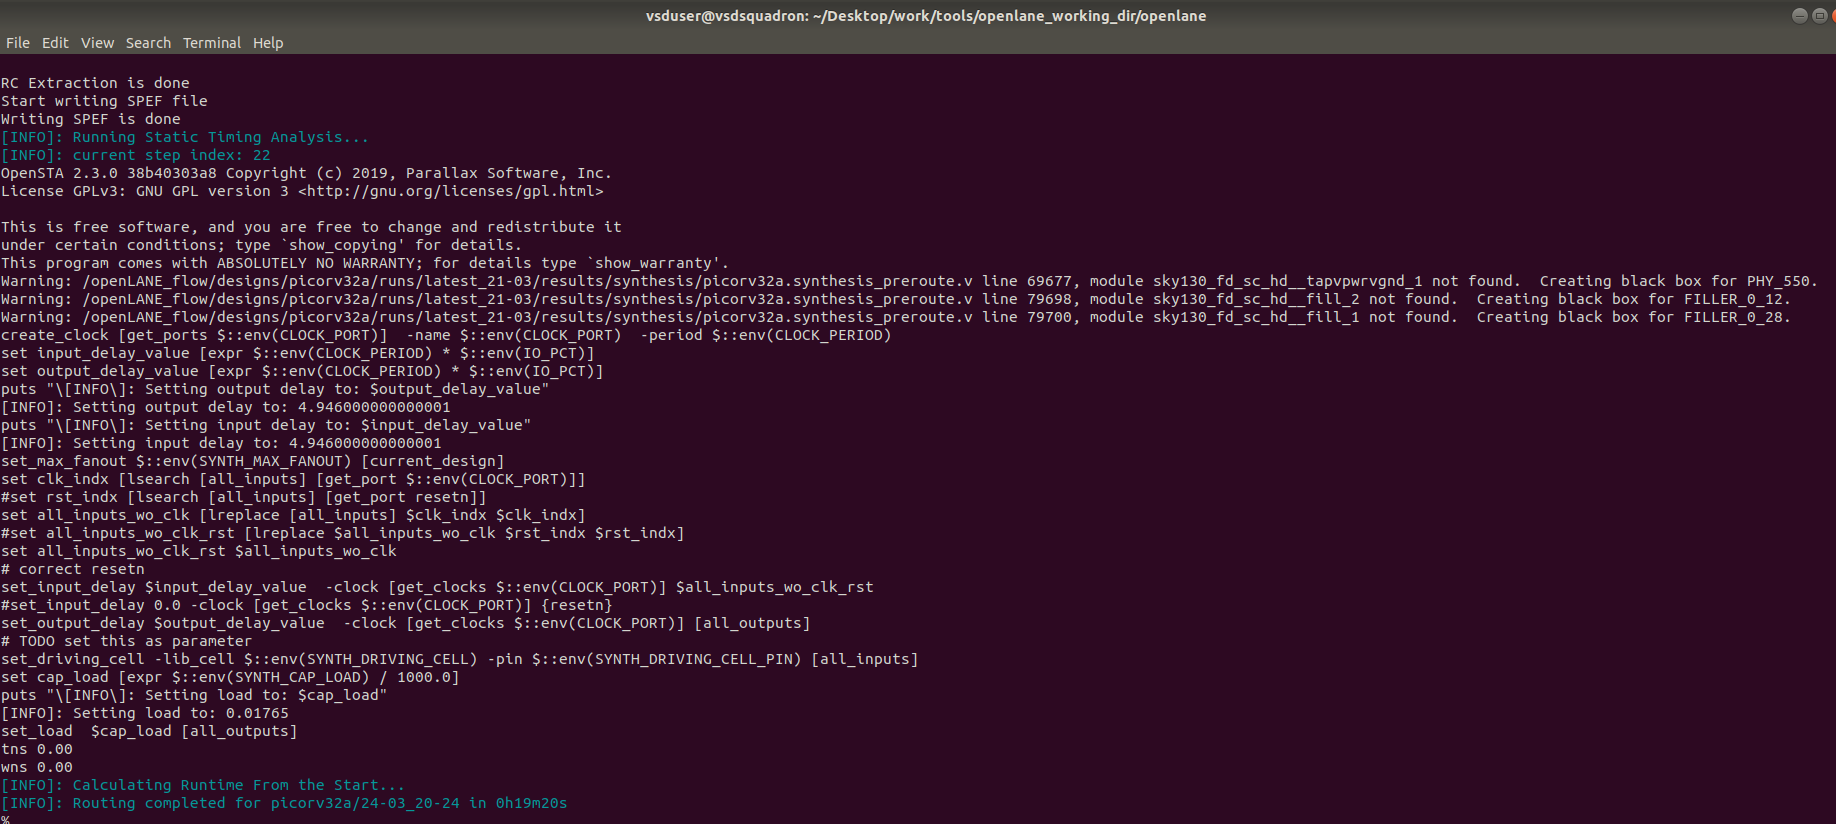 vsduser@vsdsquadron: ~/Desktop/work/tools/openlane_working_dir/openlane
File Edit View Search Terminal Help
RC Extraction is done
Start writing SPEF file
Writing SPEF is done
[INFO]: Running Static Timing Analysis...
[INFO]: current step index: 22
OpenSTA 2.3.0 38b40303a8 Copyright (c) 2019, Parallax Software, Inc.
License GPLv3: GNU GPL version 3 <http://gnu.org/licenses/gpl.html>
This is free software, and you are free to change and redistribute it
under certain conditions; type `show_copying' for details.
This program comes with ABSOLUTELY NO WARRANTY; for details type `show_warranty'.
Warning: /openLANE_flow/designs/picorv32a/runs/latest_21-03/results/synthesis/picorv32a.synthesis_preroute.v line 69677, module sky130_fd_sc_hd__tapvpwrvgnd_1 not found.  Creating black box for PHY_550.
Warning: /openLANE_flow/designs/picorv32a/runs/latest_21-03/results/synthesis/picorv32a.synthesis_preroute.v line 79698, module sky130_fd_sc_hd__fill_2 not found.  Creating black box for FILLER_0_12.
Warning: /openLANE_flow/designs/picorv32a/runs/latest_21-03/results/synthesis/picorv32a.synthesis_preroute.v line 79700, module sky130_fd_sc_hd__fill_1 not found.  Creating black box for FILLER_0_28.
create_clock [get_ports $::env(CLOCK_PORT)]  -name $::env(CLOCK_PORT)  -period $::env(CLOCK_PERIOD)
set input_delay_value [expr $::env(CLOCK_PERIOD) * $::env(IO_PCT)]
set output_delay_value [expr $::env(CLOCK_PERIOD) * $::env(IO_PCT)]
puts "\[INFO\]: Setting output delay to: $output_delay_value"
[INFO]: Setting output delay to: 4.946000000000001
puts "\[INFO\]: Setting input delay to: $input_delay_value"
[INFO]: Setting input delay to: 4.946000000000001
set_max_fanout $::env(SYNTH_MAX_FANOUT) [current_design]
set clk_indx [lsearch [all_inputs] [get_port $::env(CLOCK_PORT)]]
#set rst_indx [lsearch [all_inputs] [get_port resetn]]
set all_inputs_wo_clk [lreplace [all_inputs] $clk_indx $clk_indx]
#set all_inputs_wo_clk_rst [lreplace $all_inputs_wo_clk $rst_indx $rst_indx]
set all_inputs_wo_clk_rst $all_inputs_wo_clk
# correct resetn
set_input_delay $input_delay_value  -clock [get_clocks $::env(CLOCK_PORT)] $all_inputs_wo_clk_rst
#set_input_delay 0.0 -clock [get_clocks $::env(CLOCK_PORT)] {resetn}
set_output_delay $output_delay_value  -clock [get_clocks $::env(CLOCK_PORT)] [all_outputs]
# TODO set this as parameter
set_driving_cell -lib_cell $::env(SYNTH_DRIVING_CELL) -pin $::env(SYNTH_DRIVING_CELL_PIN) [all_inputs]
set cap_load [expr $::env(SYNTH_CAP_LOAD) / 1000.0]
puts "\[INFO\]: Setting load to: $cap_load"
[INFO]: Setting load to: 0.01765
set_load  $cap_load [all_outputs]
tns 0.00
wns 0.00
[INFO]: Calculating Runtime From the Start...
[INFO]: Routing completed for picorv32a/24-03_20-24 in 0h19m20s
%